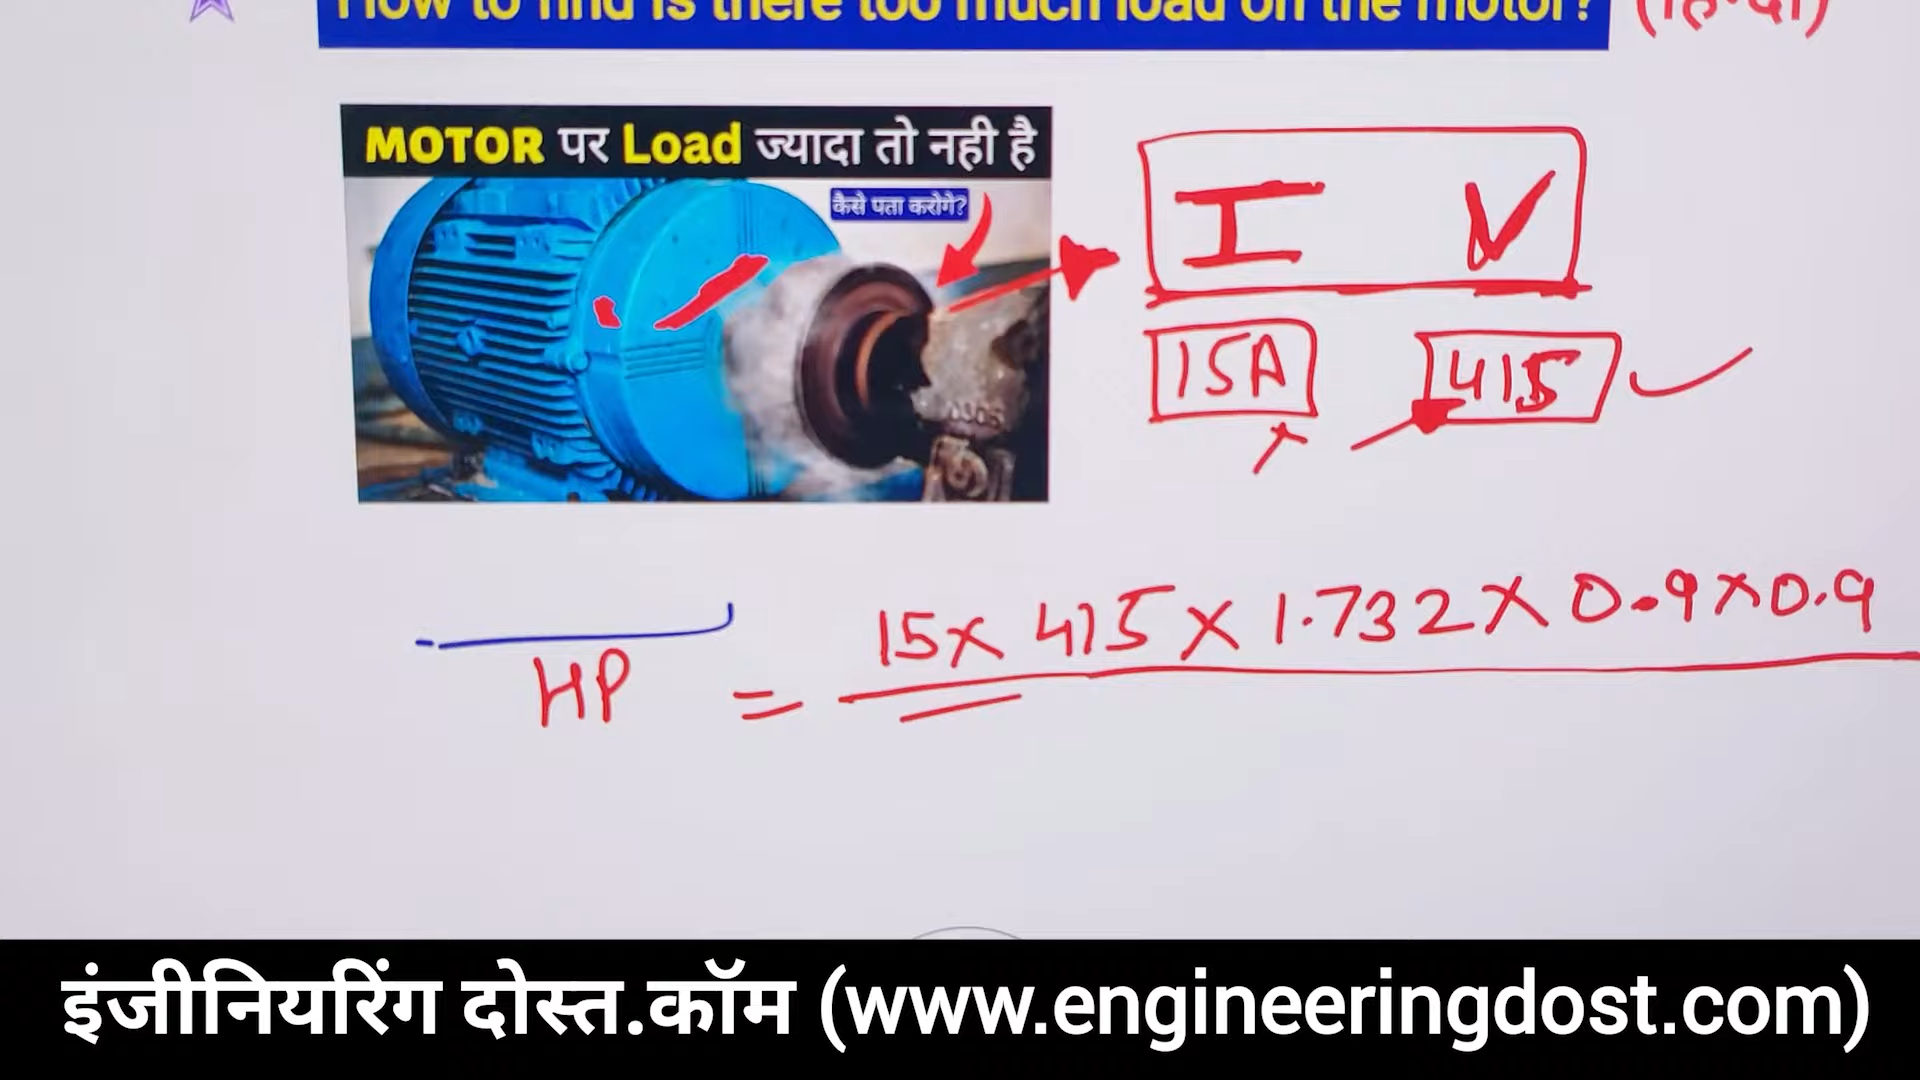 How to find is there too much load on the motor? (हिन्दी)
MOTOR पर Load ज्यादा तो नही है
कैसे पता करोगे?
I V
15A 415
15 x 415 x 1.732 x 0.9 x 0.9
HP =
इंजीनियरिंग दोस्त.कॉम (www.engineeringdost.com)